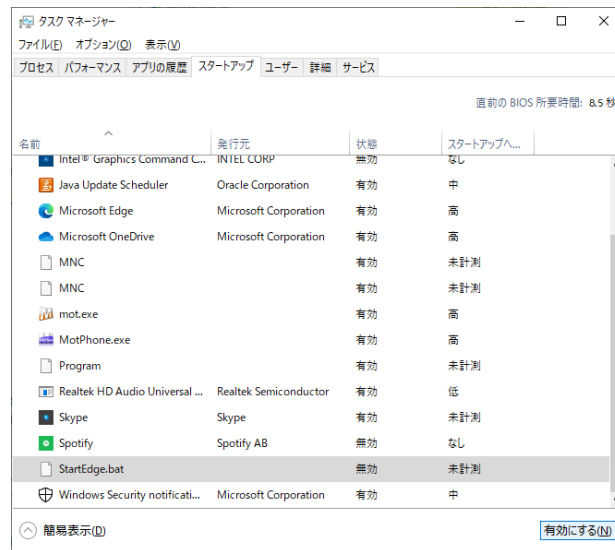 タスク マネージャー
ファイル(F) オプション(O) 表示(V)
プロセス パフォーマンス アプリの履歴 スタートアップ ユーザー 詳細 サービス
直前の BIOS 所要時間: 8.5 秒
名前 発行元 状態 スタートアップへ...
Intel® Graphics Command C... INTEL CORP 無効 なし
Java Update Scheduler Oracle Corporation 有効 中
Microsoft Edge Microsoft Corporation 有効 高
Microsoft OneDrive Microsoft Corporation 有効 高
MNC 有効 未計測
MNC 有効 未計測
mot.exe 有効 高
MotPhone.exe 有効 高
Program 有効 未計測
Realtek HD Audio Universal ... Realtek Semiconductor 有効 低
Skype Skype 有効 未計測
Spotify Spotify AB 無効 なし
StartEdge.bat 無効 未計測
Windows Security notificati... Microsoft Corporation 有効 中
簡易表示(D) 有効にする(N)